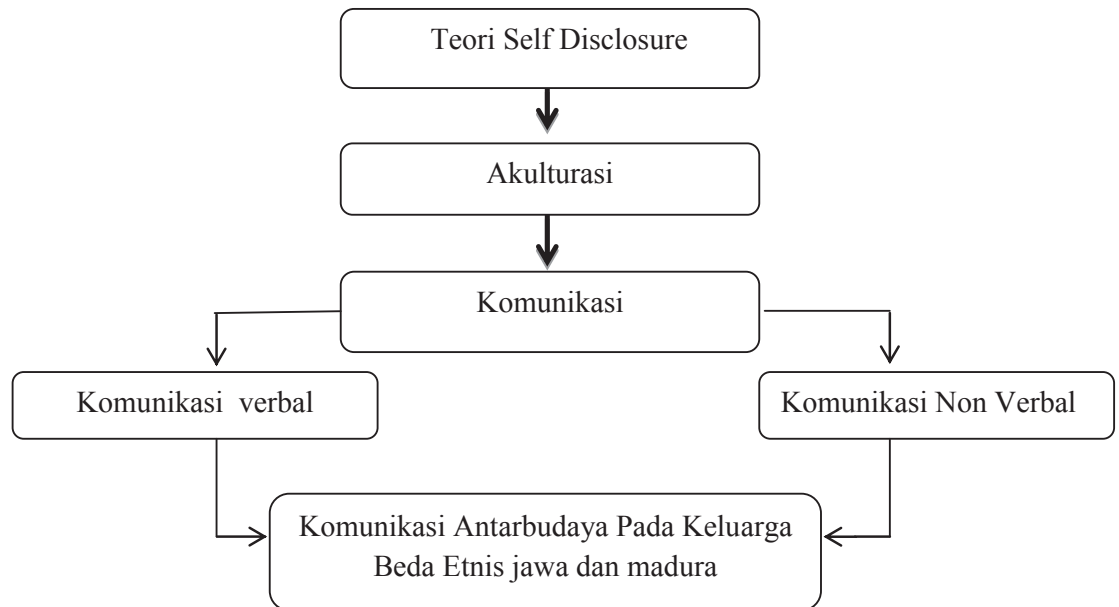 Teori Self Disclosure
Akulturasi
Komunikasi
Komunikasi verbal
Komunikasi Non Verbal
Komunikasi Antarbudaya Pada Keluarga
Beda Etnis jawa dan madura